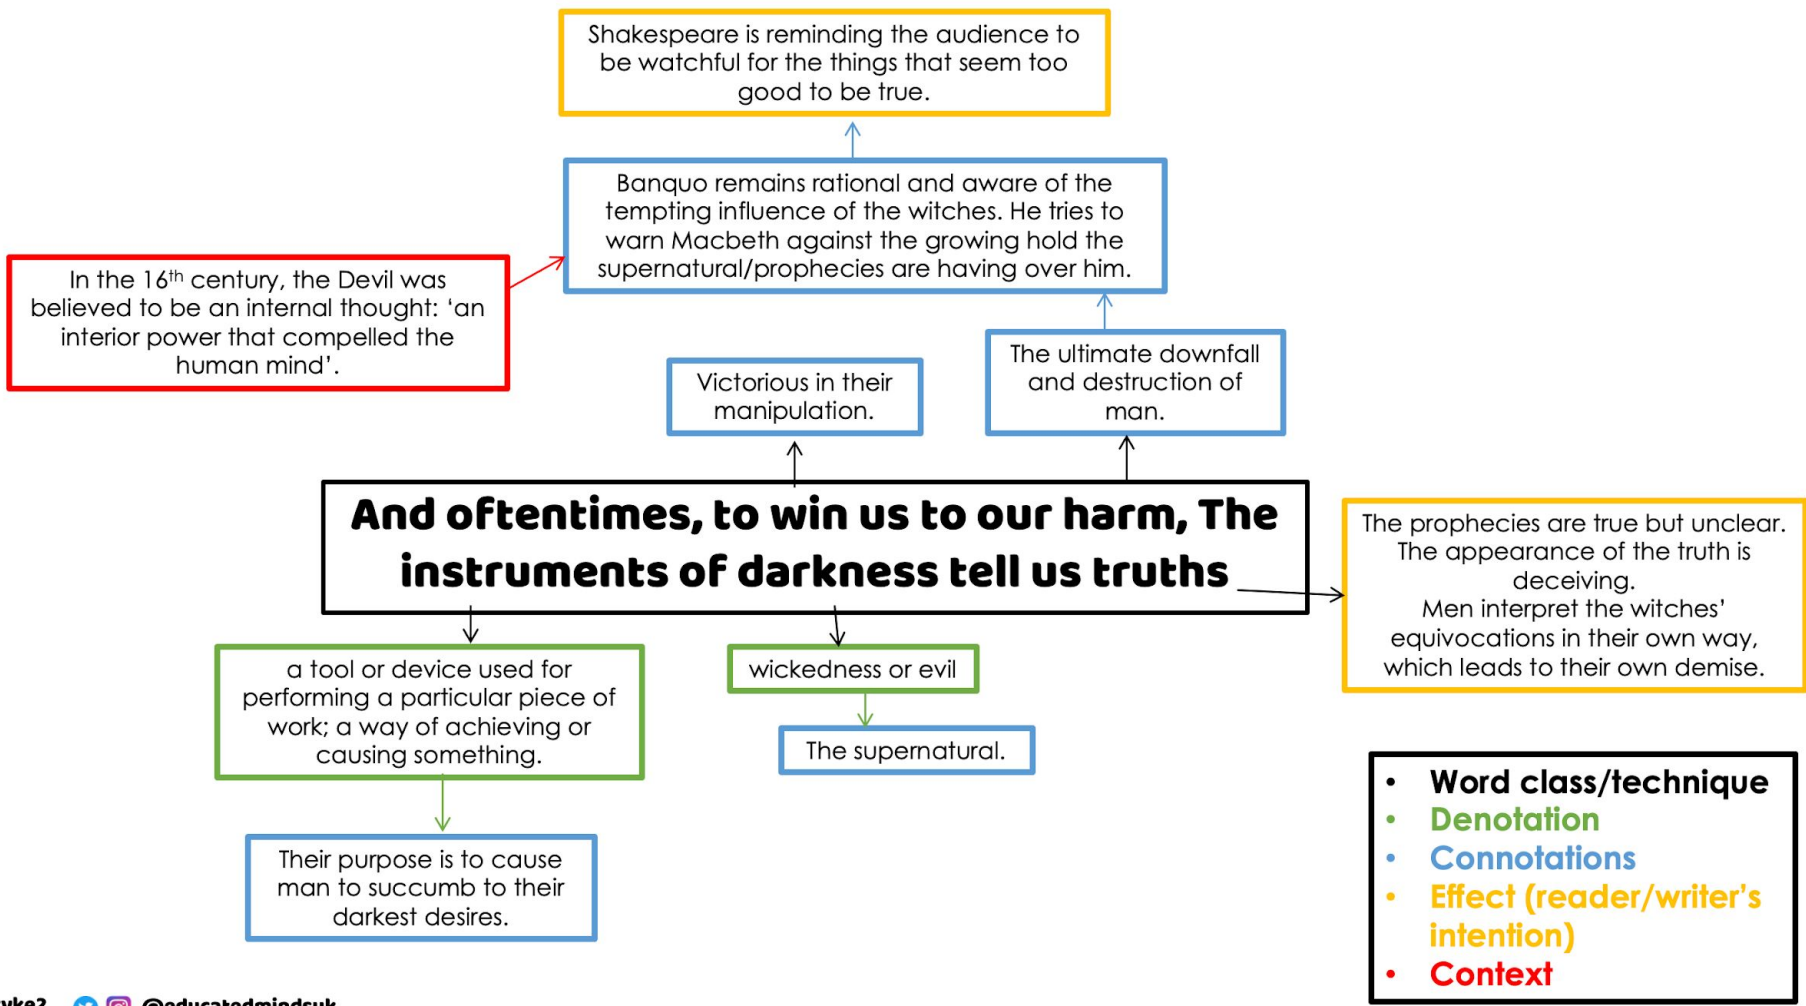 Shakespeare is reminding the audience to
be watchful for the things that seem too
good to be true.
Banquo remains rational and aware of the
tempting influence of the witches. He tries to
warn Macbeth against the growing hold the
supernatural/prophecies are having over him.
In the 16th century, the Devil was
believed to be an internal thought: ‘an
interior power that compelled the
human mind’.
Victorious in their
manipulation.
The ultimate downfall
and destruction of
man.
And oftentimes, to win us to our harm, The
instruments of darkness tell us truths
The prophecies are true but unclear.
The appearance of the truth is
deceiving.
Men interpret the witches’
equivocations in their own way,
which leads to their own demise.
a tool or device used for
performing a particular piece of
work; a way of achieving or
causing something.
wickedness or evil
The supernatural.
Their purpose is to cause
man to succumb to their
darkest desires.
• Word class/technique
• Denotation
• Connotations
• Effect (reader/writer’s
intention)
• Context
@educatedmindsuk